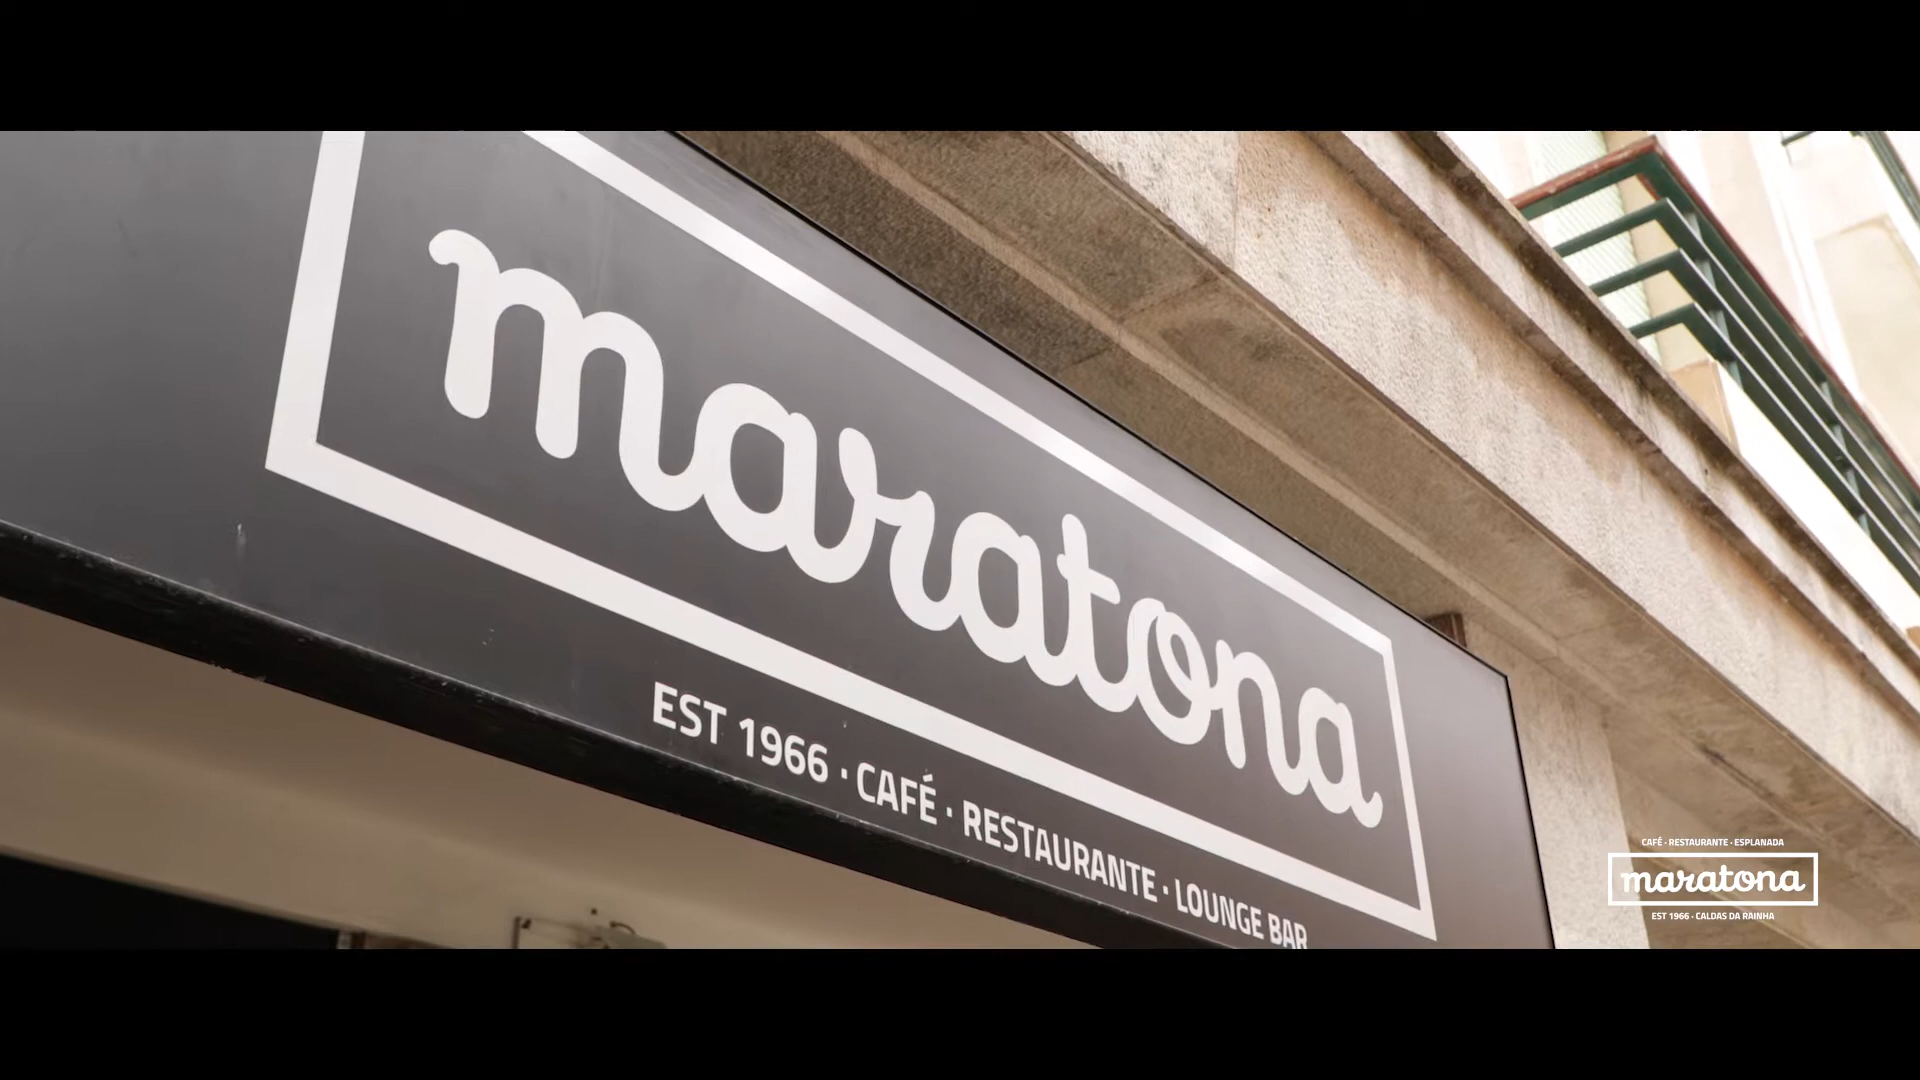 maratona
EST 1966 · CAFÉ · RESTAURANTE · LOUNGE BAR
CAFÉ · RESTAURANTE · ESPLANADA
maratona
EST 1966 · CALDAS DA RAINHA